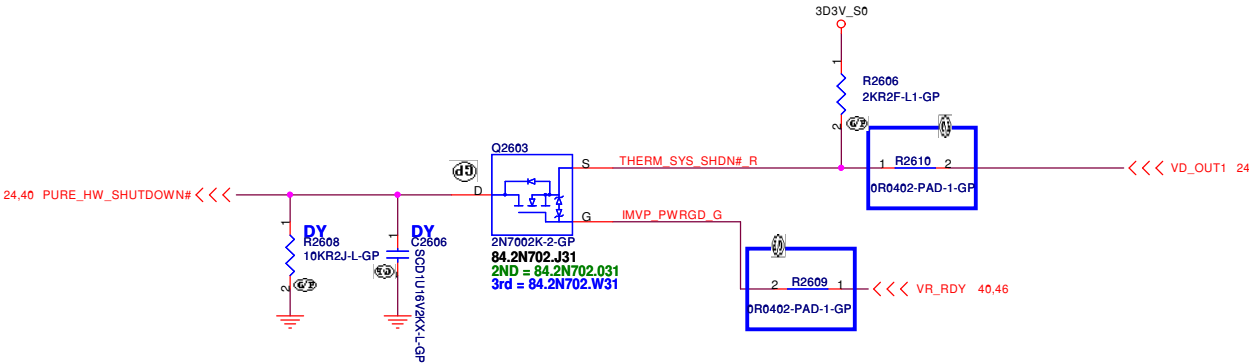 3D3V_S0
1
R2606
2KR2F-L1-GP
2
G/P
Q2603
GP
S
THERM_SYS_SHDN#_R
1
R2610
2
VD_OUT1 24
0R0402-PAD-1-GP
24,40 PURE_HW_SHUTDOWN#
D
G
IMVP_PWRGD_G
1
DY
R2608
10KR2J-L-GP
2
G/P
1
DY
C2606
SCD1U16V2KX-L-GP
2
2N7002K-2-GP
84.2N702.J31
2ND = 84.2N702.031
3rd = 84.2N702.W31
2
R2609
1
VR_RDY 40,46
0R0402-PAD-1-GP